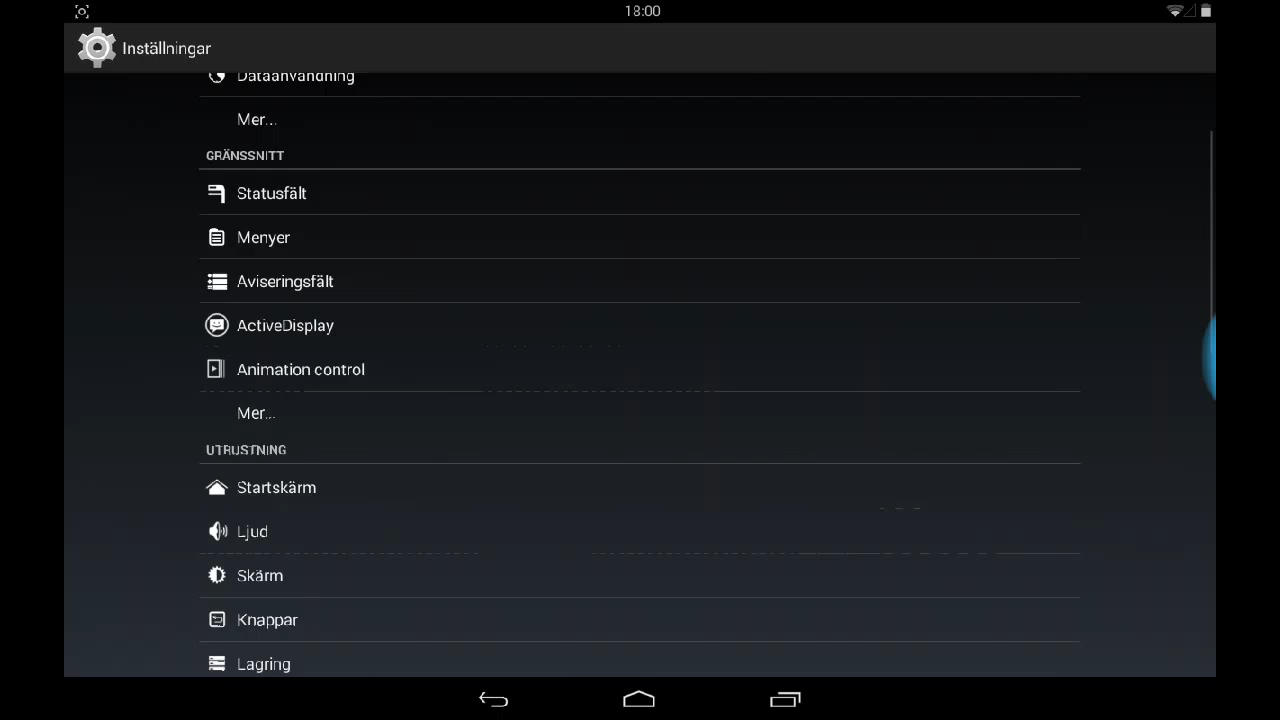 18:00
Inställningar
Dataanvändning
Mer...
GRÄNSSNITT
Statusfält
Menyer
Aviseringsfält
ActiveDisplay
Animation control
Mer...
UTRUSTNING
Startskärm
Ljud
Skärm
Knappar
Lagring